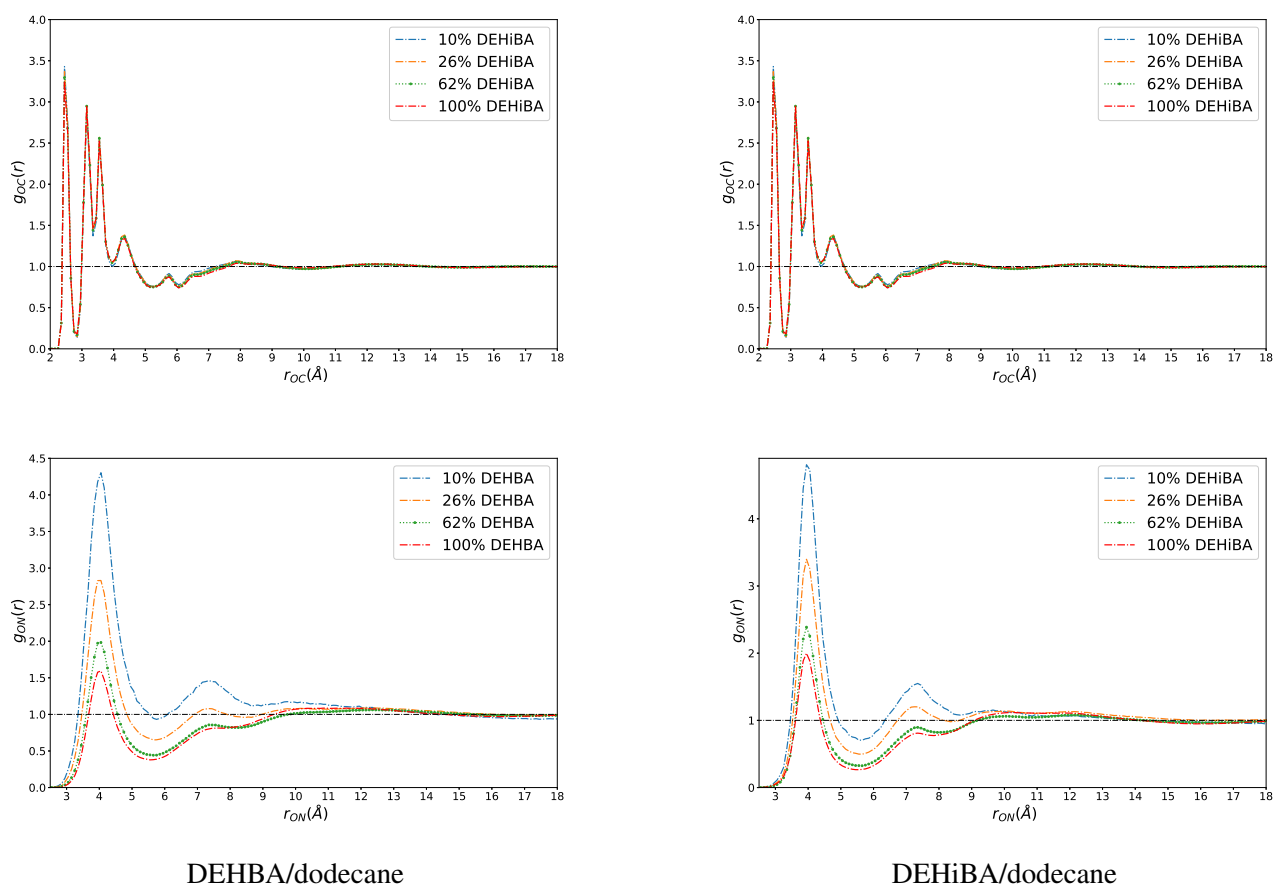 4.0
3.5
3.0
2.5
2.0
1.5
1.0
0.5
0.0
g_OC(r)
10% DEHiBA
26% DEHiBA
62% DEHiBA
100% DEHiBA
2 3 4 5 6 7 8 9 10 11 12 13 14 15 16 17 18
r_OC(Å)
4.0
3.5
3.0
2.5
2.0
1.5
1.0
0.5
0.0
g_OC(r)
10% DEHiBA
26% DEHiBA
62% DEHiBA
100% DEHiBA
2 3 4 5 6 7 8 9 10 11 12 13 14 15 16 17 18
r_OC(Å)
4.5
4.0
3.5
3.0
2.5
2.0
1.5
1.0
0.5
0.0
g_ON(r)
10% DEHBA
26% DEHBA
62% DEHBA
100% DEHBA
3 4 5 6 7 8 9 10 11 12 13 14 15 16 17 18
r_ON(Å)
4
3
2
1
0
g_ON(r)
10% DEHiBA
26% DEHiBA
62% DEHiBA
100% DEHiBA
3 4 5 6 7 8 9 10 11 12 13 14 15 16 17 18
r_ON(Å)
DEHBA/dodecane
DEHiBA/dodecane